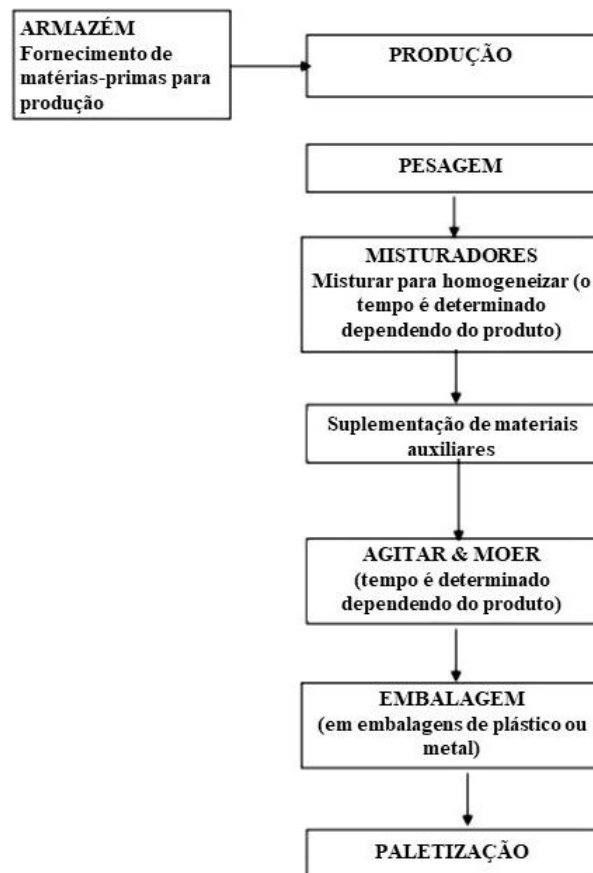 ARMAZÉM
Fornecimento de
matérias-primas para
produção
PRODUÇÃO
PESAGEM
MISTURADORES
Misturar para homogeneizar (o
tempo é determinado
dependendo do produto)
Suplementação de materiais
auxiliares
AGITAR & MOER
(tempo é determinado
dependendo do produto)
EMBALAGEM
(em embalagens de plástico ou
metal)
PALETIZAÇÃO